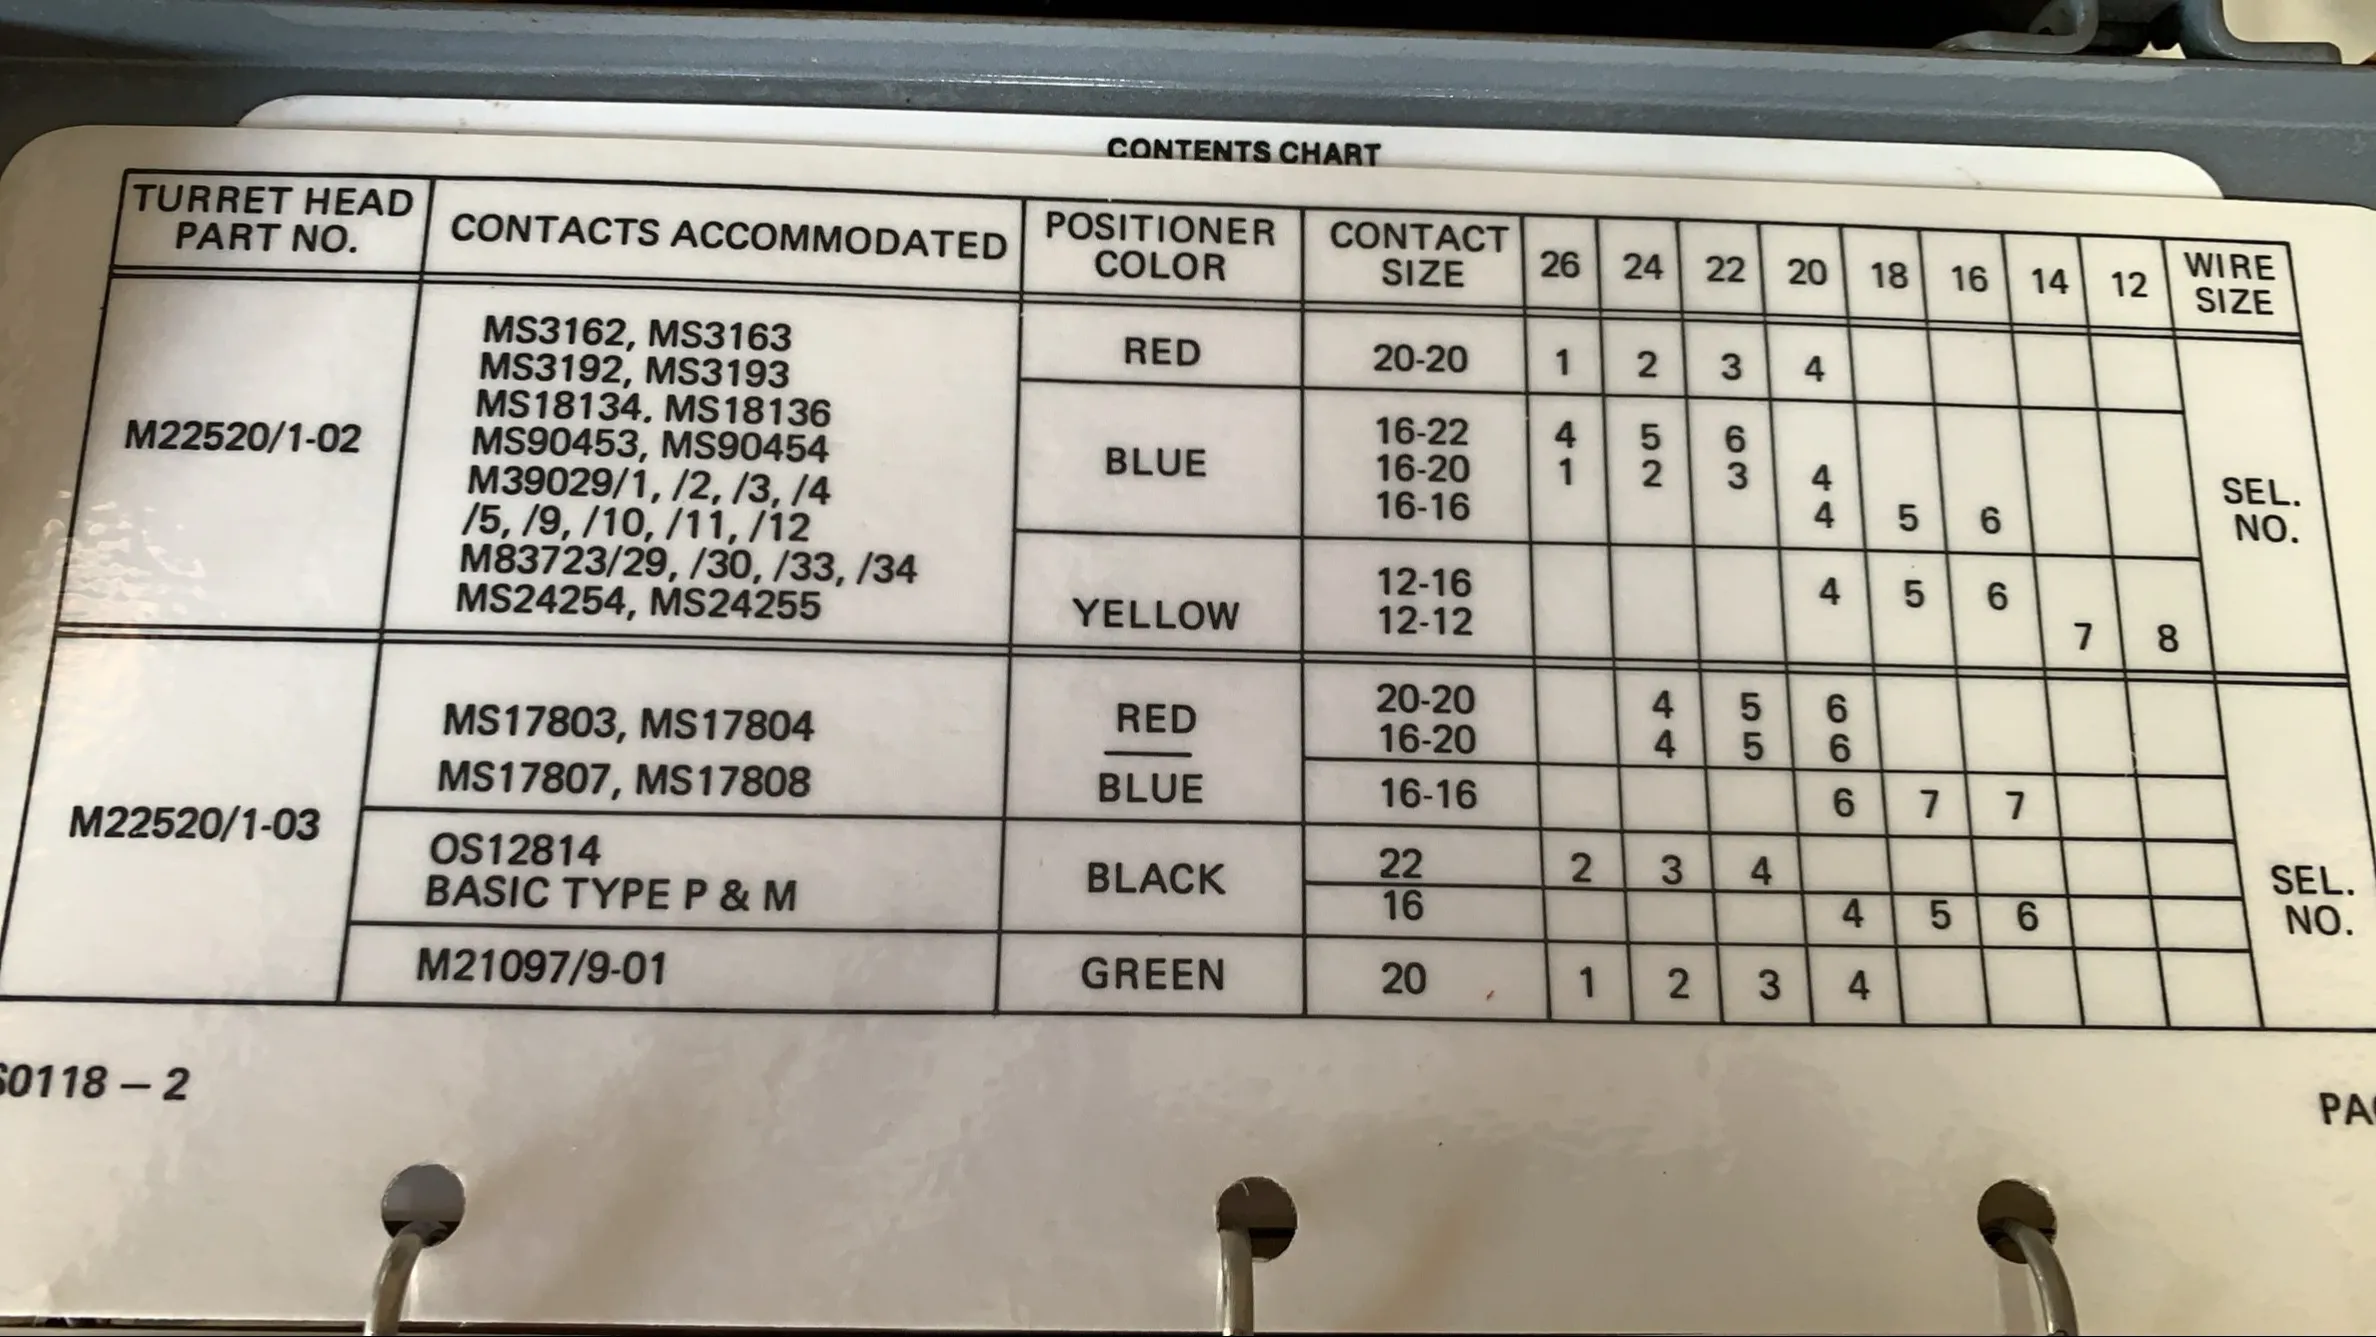 CONTENTS CHART
TURRET HEAD PART NO. CONTACTS ACCOMMODATED POSITIONER COLOR CONTACT SIZE 26 24 22 20 18 16 14 12 WIRE SIZE
M22520/1-02
MS3162, MS3163
MS3192, MS3193
MS18134. MS18136
MS90453, MS90454
M39029/1, /2, /3, /4
/5, /9, /10, /11, /12
M83723/29, /30, /33, /34
MS24254, MS24255
RED 20-20 1 2 3 4
BLUE
16-22 4 5 6
16-20 1 2 3 4
16-16 4 5 6
YELLOW
12-16 4 5 6
12-12 7 8
SEL.
NO.
M22520/1-03
MS17803, MS17804
MS17807, MS17808
RED
BLUE
20-20 4 5 6
16-20 4 5 6
16-16 6 7 7
OS12814
BASIC TYPE P & M
BLACK
22 2 3 4
16 4 5 6
M21097/9-01 GREEN 20 1 2 3 4
SEL.
NO.
0118 – 2